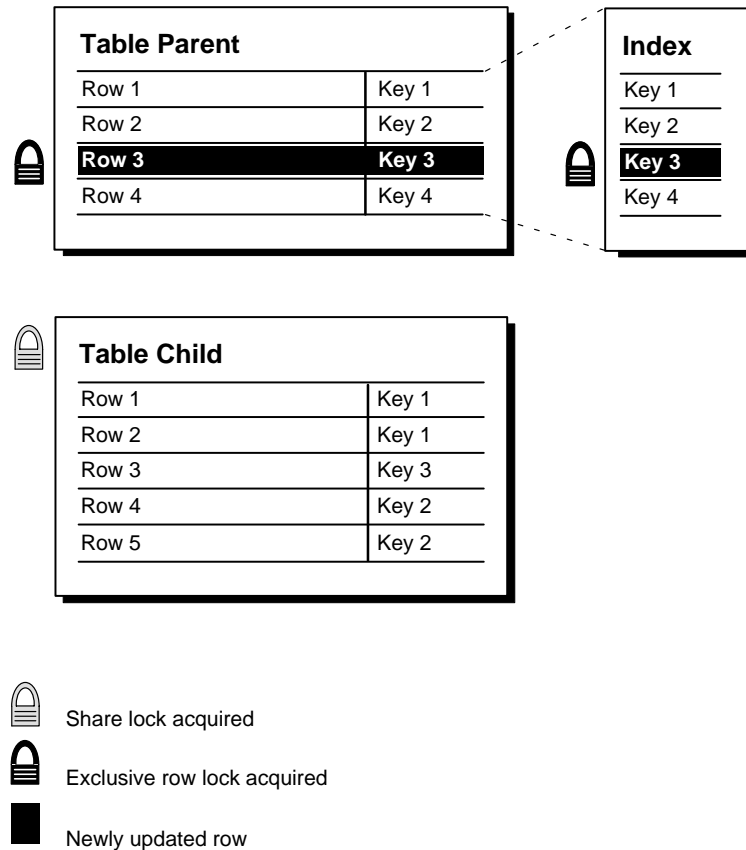 Table Parent
Row 1 Key 1
Row 2 Key 2
Row 3 Key 3
Row 4 Key 4
Index
Key 1
Key 2
Key 3
Key 4
Table Child
Row 1 Key 1
Row 2 Key 1
Row 3 Key 3
Row 4 Key 2
Row 5 Key 2
Share lock acquired
Exclusive row lock acquired
Newly updated row